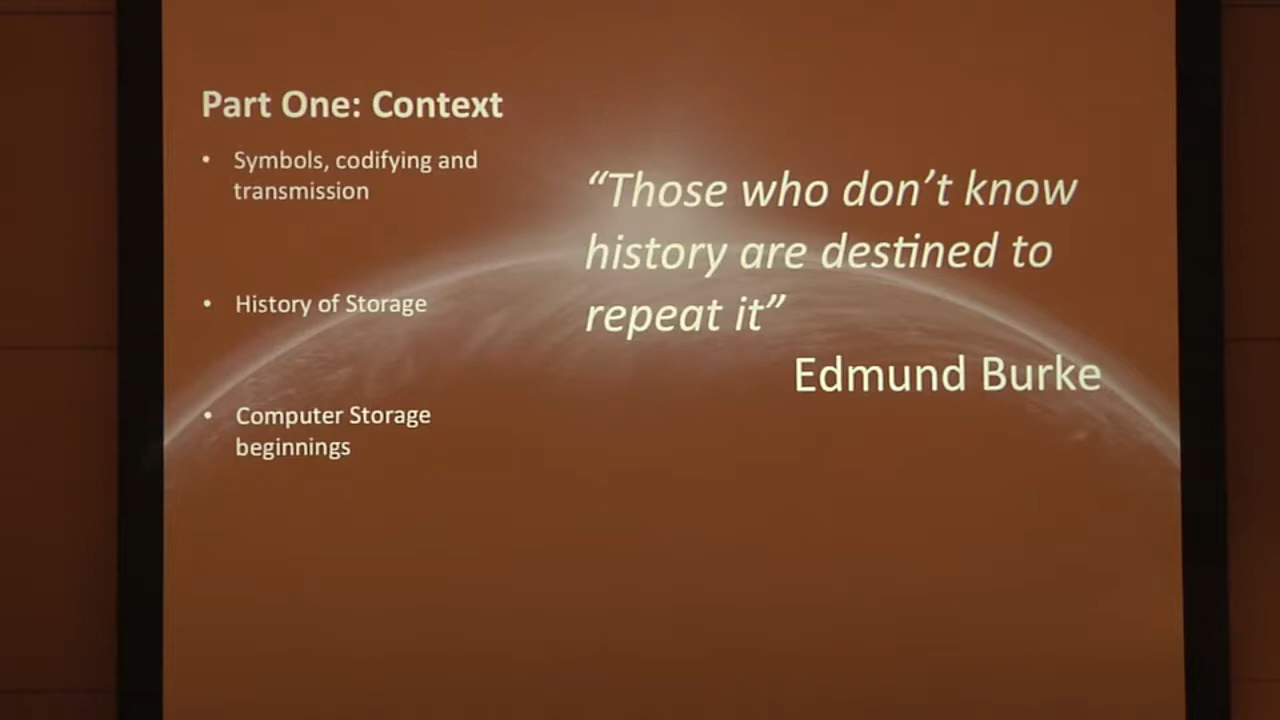 Part One: Context
• Symbols, codifying and
transmission
• History of Storage
• Computer Storage
beginnings
“Those who don’t know
history are destined to
repeat it”
Edmund Burke